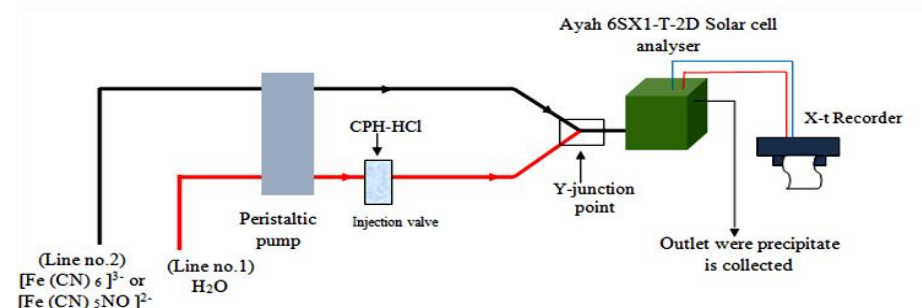 Ayah 6SX1-T-2D Solar cell
analyser
X-t Recorder
CPH-HCl
Y-junction
point
Peristaltic
pump
Injection valve
Outlet were precipitate
is collected
(Line no.2)
[Fe (CN) 6 ]3- or
[Fe (CN) 5NO ]2-
(Line no.1)
H2O